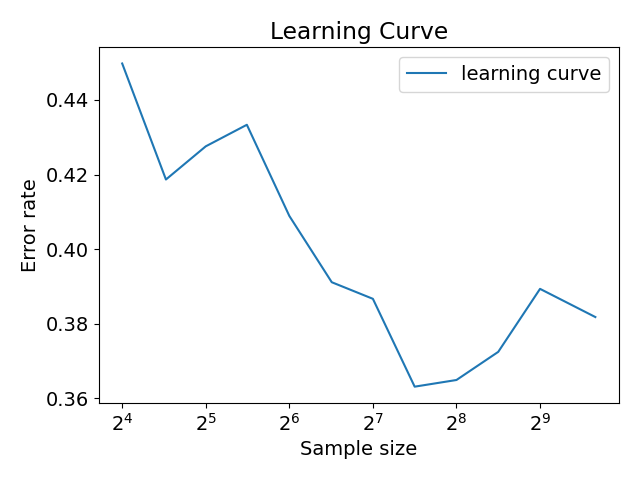 Learning Curve
learning curve
0.44
0.42
0.40
0.38
0.36
Error rate
2⁴ 2⁵ 2⁶ 2⁷ 2⁸ 2⁹
Sample size